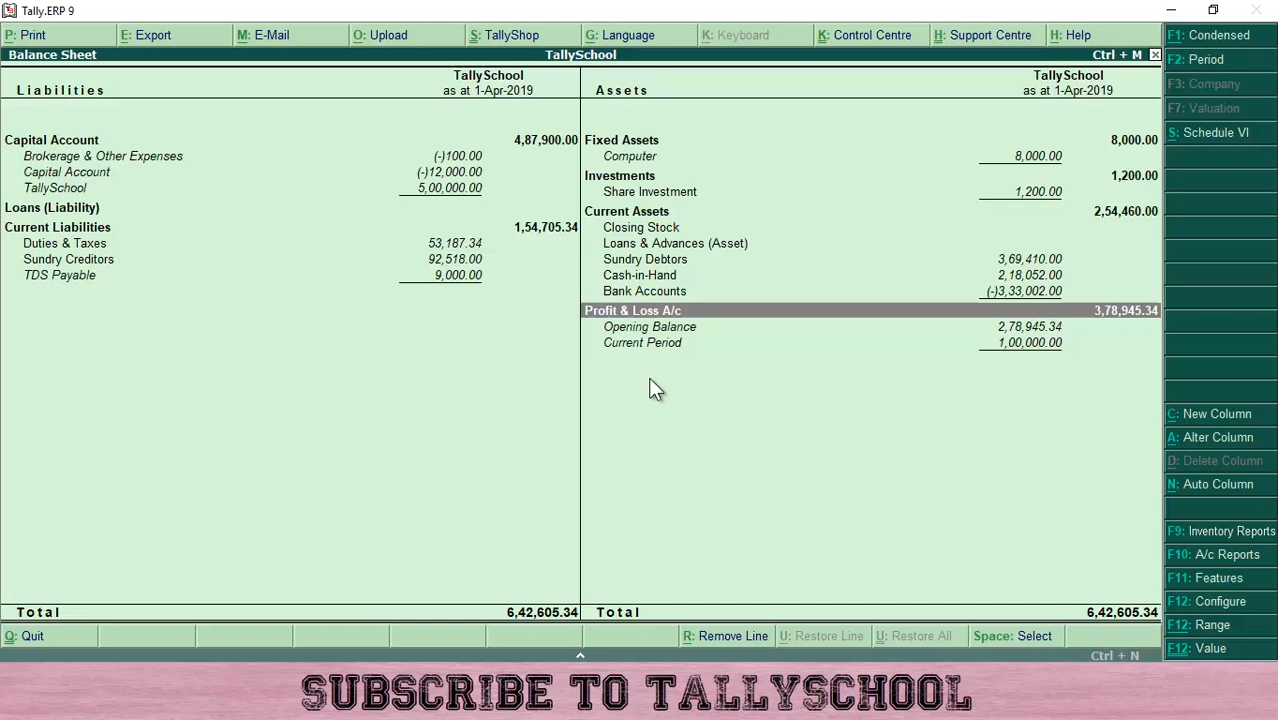 Tally.ERP 9
P: Print E: Export M: E-Mail O: Upload S: TallyShop G: Language K: Keyboard K: Control Centre H: Support Centre H: Help
Balance Sheet TallySchool Ctrl + M
Liabilities TallySchool as at 1-Apr-2019
Capital Account 4,87,900.00
Brokerage & Other Expenses (-)100.00
Capital Account (-)12,000.00
TallySchool 5,00,000.00
Loans (Liability)
Current Liabilities 1,54,705.34
Duties & Taxes 53,187.34
Sundry Creditors 92,518.00
TDS Payable 9,000.00
Total 6,42,605.34
Assets TallySchool as at 1-Apr-2019
Fixed Assets 8,000.00
Computer 8,000.00
Investments 1,200.00
Share Investment 1,200.00
Current Assets 2,54,460.00
Closing Stock
Loans & Advances (Asset)
Sundry Debtors 3,69,410.00
Cash-in-Hand 2,18,052.00
Bank Accounts (-)3,33,002.00
Profit & Loss A/c 3,78,945.34
Opening Balance 2,78,945.34
Current Period 1,00,000.00
Total 6,42,605.34
F1: Condensed
F2: Period
F3: Company
F7: Valuation
S: Schedule VI
C: New Column
A: Alter Column
D: Delete Column
N: Auto Column
F9: Inventory Reports
F10: A/c Reports
F11: Features
F12: Configure
F12: Range
F12: Value
Q: Quit R: Remove Line U: Restore Line U: Restore All Space: Select
Ctrl + N
SUBSCRIBE TO TALLYSCHOOL